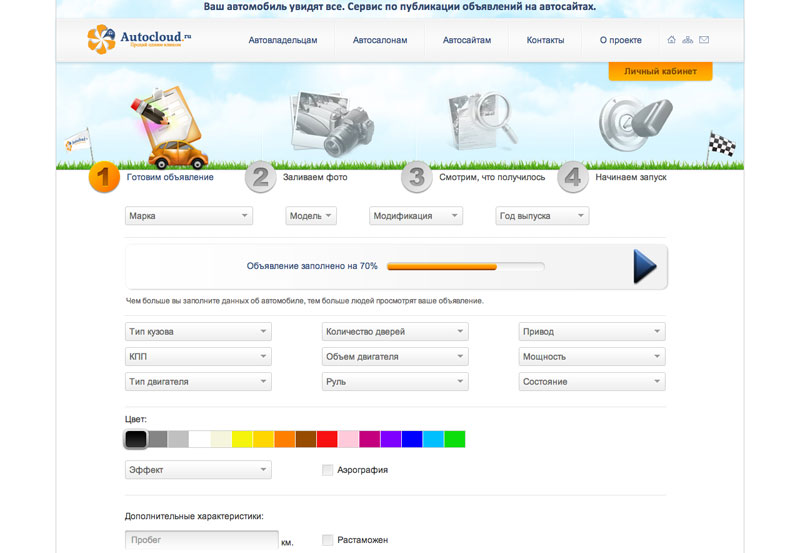 Ваш автомобиль увидят все. Сервис по публикации объявлений на автосайтах.
Autocloud.ru
Автовладельцам
Автосалонам
Автосайтам
Контакты
О проекте
Личный кабинет
1
Готовим объявление
2
Заливаем фото
3
Смотрим, что получилось
4
Начинаем запуск
Марка
Модель
Модификация
Год выпуска
Объявление заполнено на 70%
Чем больше вы заполните данных об автомобиле, тем больше людей просмотрят ваше объявление.
Тип кузова
Количество дверей
Привод
КПП
Объем двигателя
Мощность
Тип двигателя
Руль
Состояние
Цвет:
Эффект
Аэрография
Дополнительные характеристики:
Пробег
км.
Растаможен